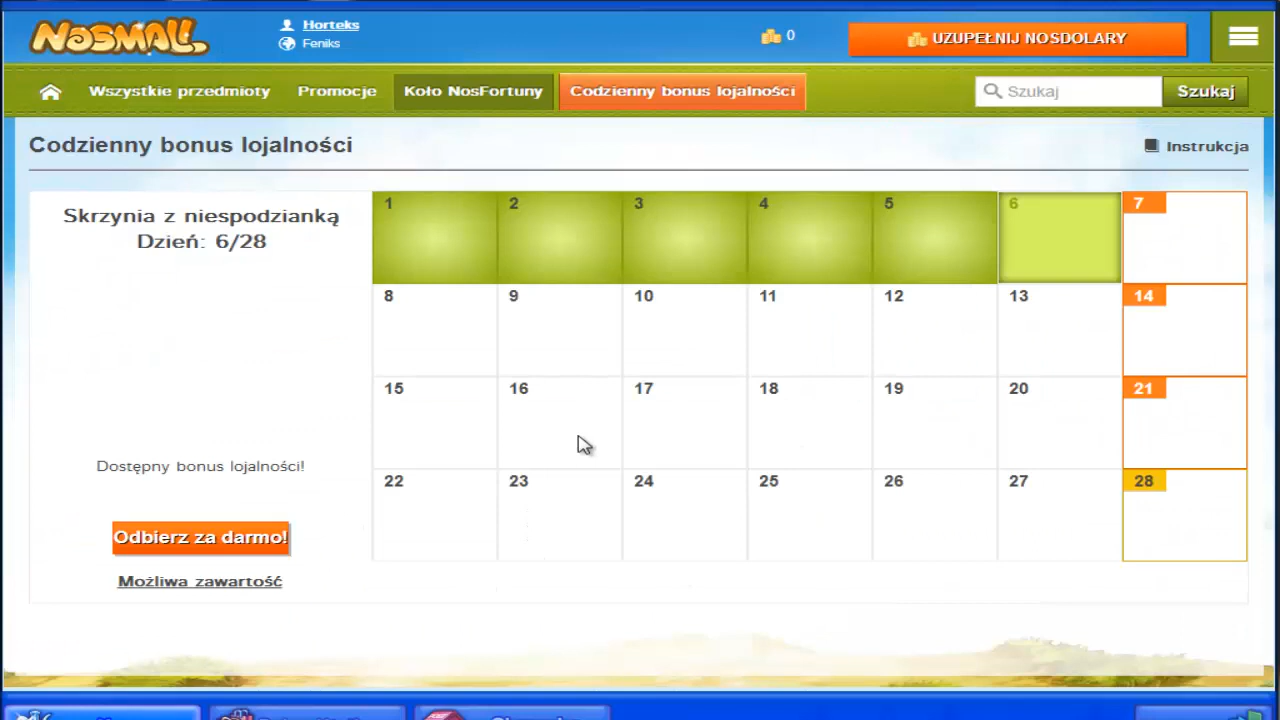 NosMALL
Horteks
Feniks
0
UZUPEŁNIJ NOSDOLARY
Wszystkie przedmioty
Promocje
Koło NosFortuny
Codzienny bonus lojalności
Szukaj
Szukaj
Codzienny bonus lojalności
Instrukcja
Skrzynia z niespodzianką
Dzień: 6/28
1 2 3 4 5 6 7
8 9 10 11 12 13 14
15 16 17 18 19 20 21
22 23 24 25 26 27 28
Dostępny bonus lojalności!
Odbierz za darmo!
Możliwa zawartość